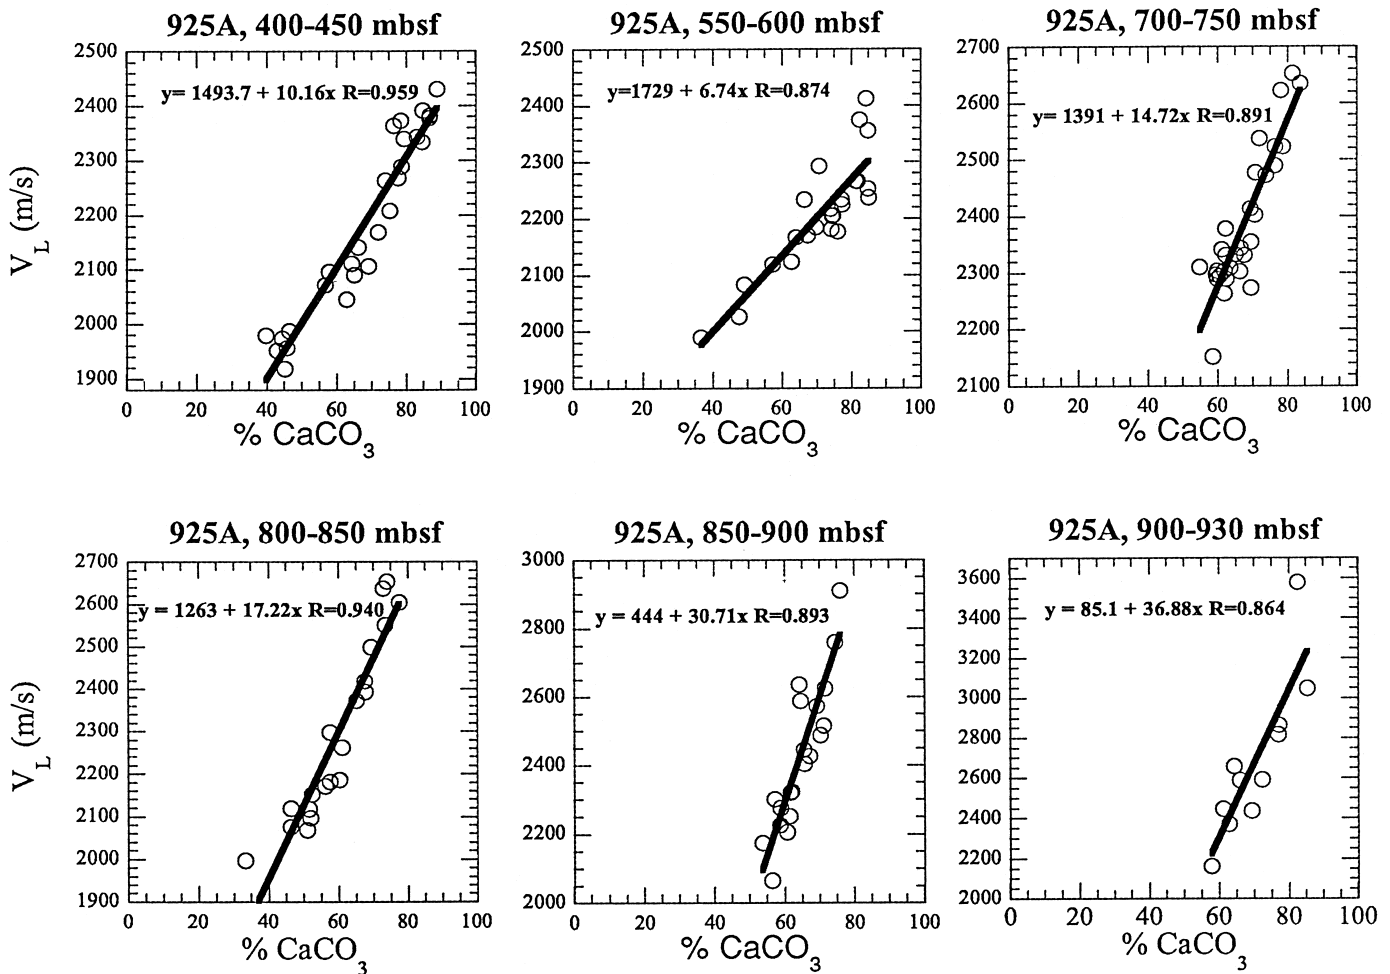 925A, 400-450 mbsf
925A, 550-600 mbsf
925A, 700-750 mbsf
V_L (m/s)
2500
2400
2300
2200
2100
2000
1900
y= 1493.7 + 10.16x R=0.959
0 20 40 60 80 100
% CaCO3
2500
2400
2300
2200
2100
2000
1900
y=1729 + 6.74x R=0.874
0 20 40 60 80 100
% CaCO3
2700
2600
2500
2400
2300
2200
2100
y= 1391 + 14.72x R=0.891
0 20 40 60 80 100
% CaCO3
925A, 800-850 mbsf
925A, 850-900 mbsf
925A, 900-930 mbsf
V_L (m/s)
2700
2600
2500
2400
2300
2200
2100
2000
1900
y = 1263 + 17.22x R=0.940
0 20 40 60 80 100
% CaCO3
3000
2800
2600
2400
2200
2000
y = 444 + 30.71x R=0.893
0 20 40 60 80 100
% CaCO3
3600
3200
2800
2400
2000
y = 85.1 + 36.88x R=0.864
0 20 40 60 80 100
% CaCO3